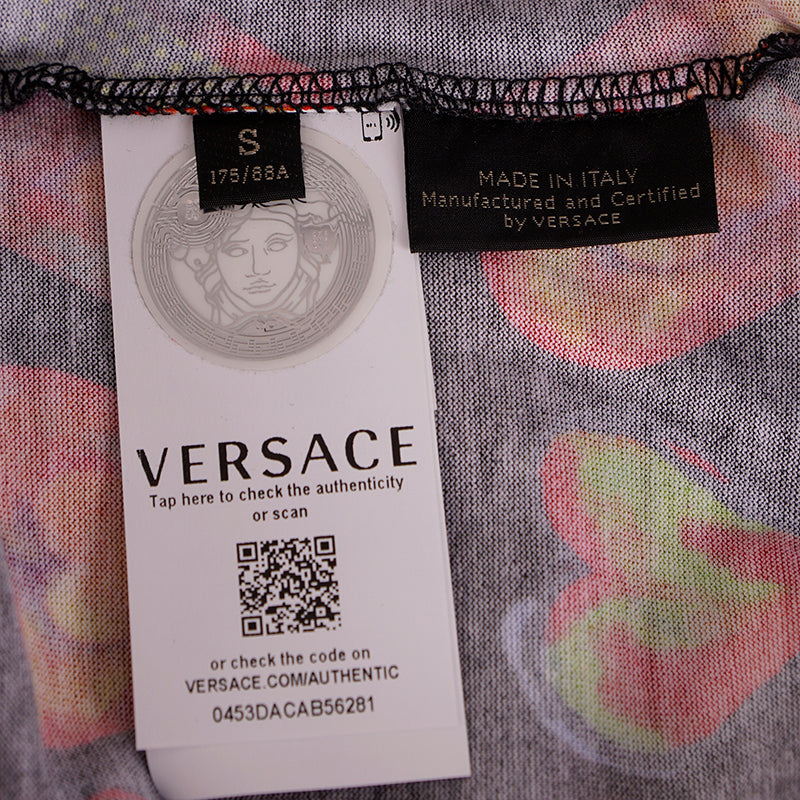 S
175/88A
MADE IN ITALY
Manufactured and Certified
by VERSACE
VERSACE
Tap here to check the authenticity
or scan
or check the code on
VERSACE.COM/AUTHENTIC
0453DACAB56281